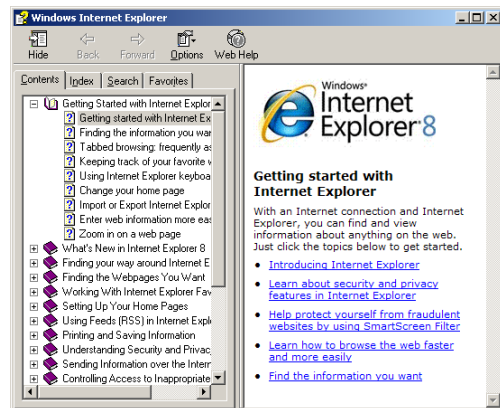 Windows Internet Explorer
Hide Back Forward Options Web Help
Contents Index Search Favorites
Getting Started with Internet Explor
Getting started with Internet Ex
Finding the information you wan
Tabbed browsing: frequently as
Keeping track of your favorite w
Using Internet Explorer keyboa
Change your home page
Import or Export Internet Explor
Enter web information more eas
Zoom in on a web page
What's New in Internet Explorer 8
Finding your way around Internet E
Finding the Webpages You Want
Working With Internet Explorer Fav
Setting Up Your Home Pages
Using Feeds (RSS) in Internet Explo
Printing and Saving Information
Understanding Security and Privac
Sending Information over the Intern
Controlling Access to Inappropriate
Windows®
Internet
Explorer 8
Getting started with
Internet Explorer
With an Internet connection and Internet
Explorer, you can find and view
information about anything on the web.
Just click the topics below to get started.
Introducing Internet Explorer
Learn about security and privacy
features in Internet Explorer
Help protect yourself from fraudulent
websites by using SmartScreen Filter
Learn how to browse the web faster
and more easily
Find the information you want